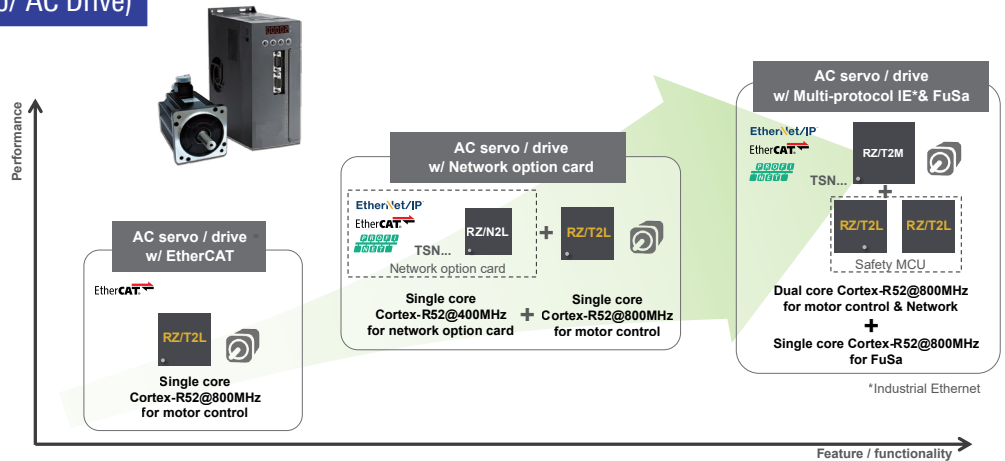 o/ AC Drive)
Performance
AC servo / drive
w/ EtherCAT
EtherCAT
RZ/T2L
Single core
Cortex-R52@800MHz
for motor control
AC servo / drive
w/ Network option card
EtherNet/IP
EtherCAT
PROFI
NET
TSN...
RZ/N2L
Network option card
+
RZ/T2L
Single core
Cortex-R52@400MHz
for network option card
+
Single core
Cortex-R52@800MHz
for motor control
AC servo / drive
w/ Multi-protocol IE*& FuSa
EtherNet/IP
EtherCAT
PROFI
NET
TSN...
RZ/T2M
+
RZ/T2L
RZ/T2L
Safety MCU
Dual core Cortex-R52@800MHz
for motor control & Network
+
Single core Cortex-R52@800MHz
for FuSa
*Industrial Ethernet
Feature / functionality